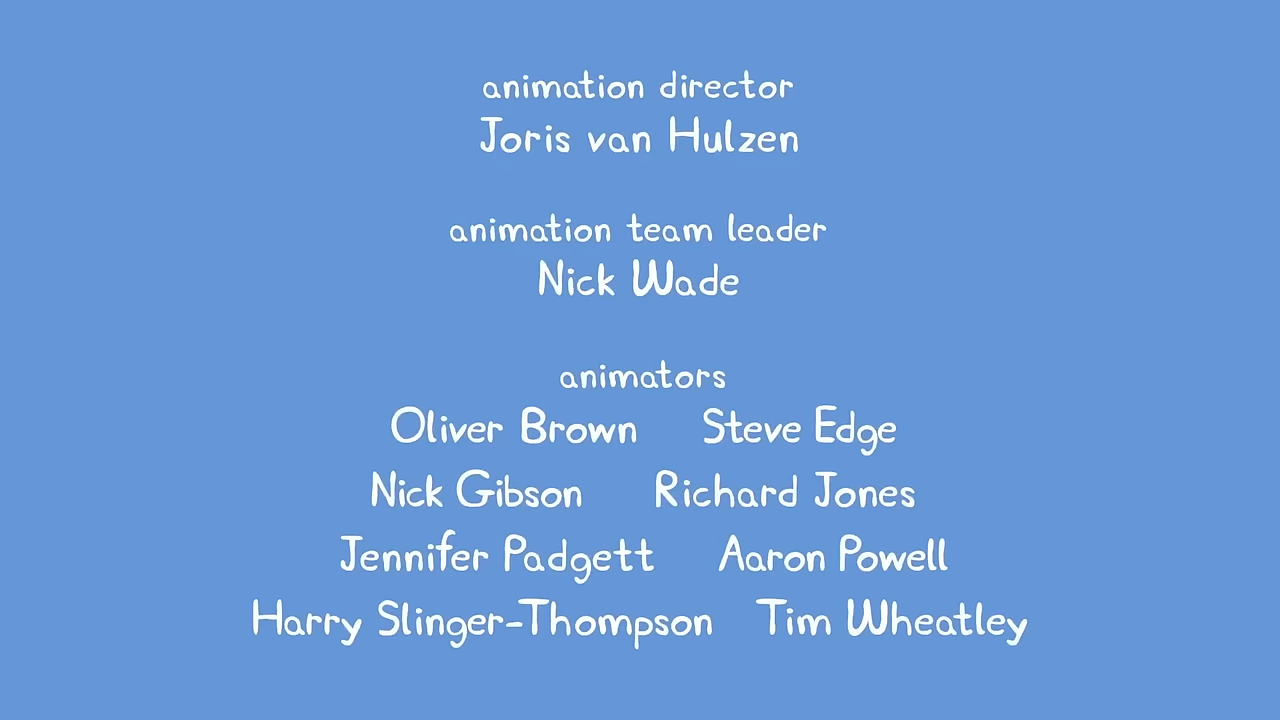 animation director
Joris van Hulzen
animation team leader
Nick Wade
animators
Oliver Brown Steve Edge
Nick Gibson Richard Jones
Jennifer Padgett Aaron Powell
Harry Slinger-Thompson Tim Wheatley